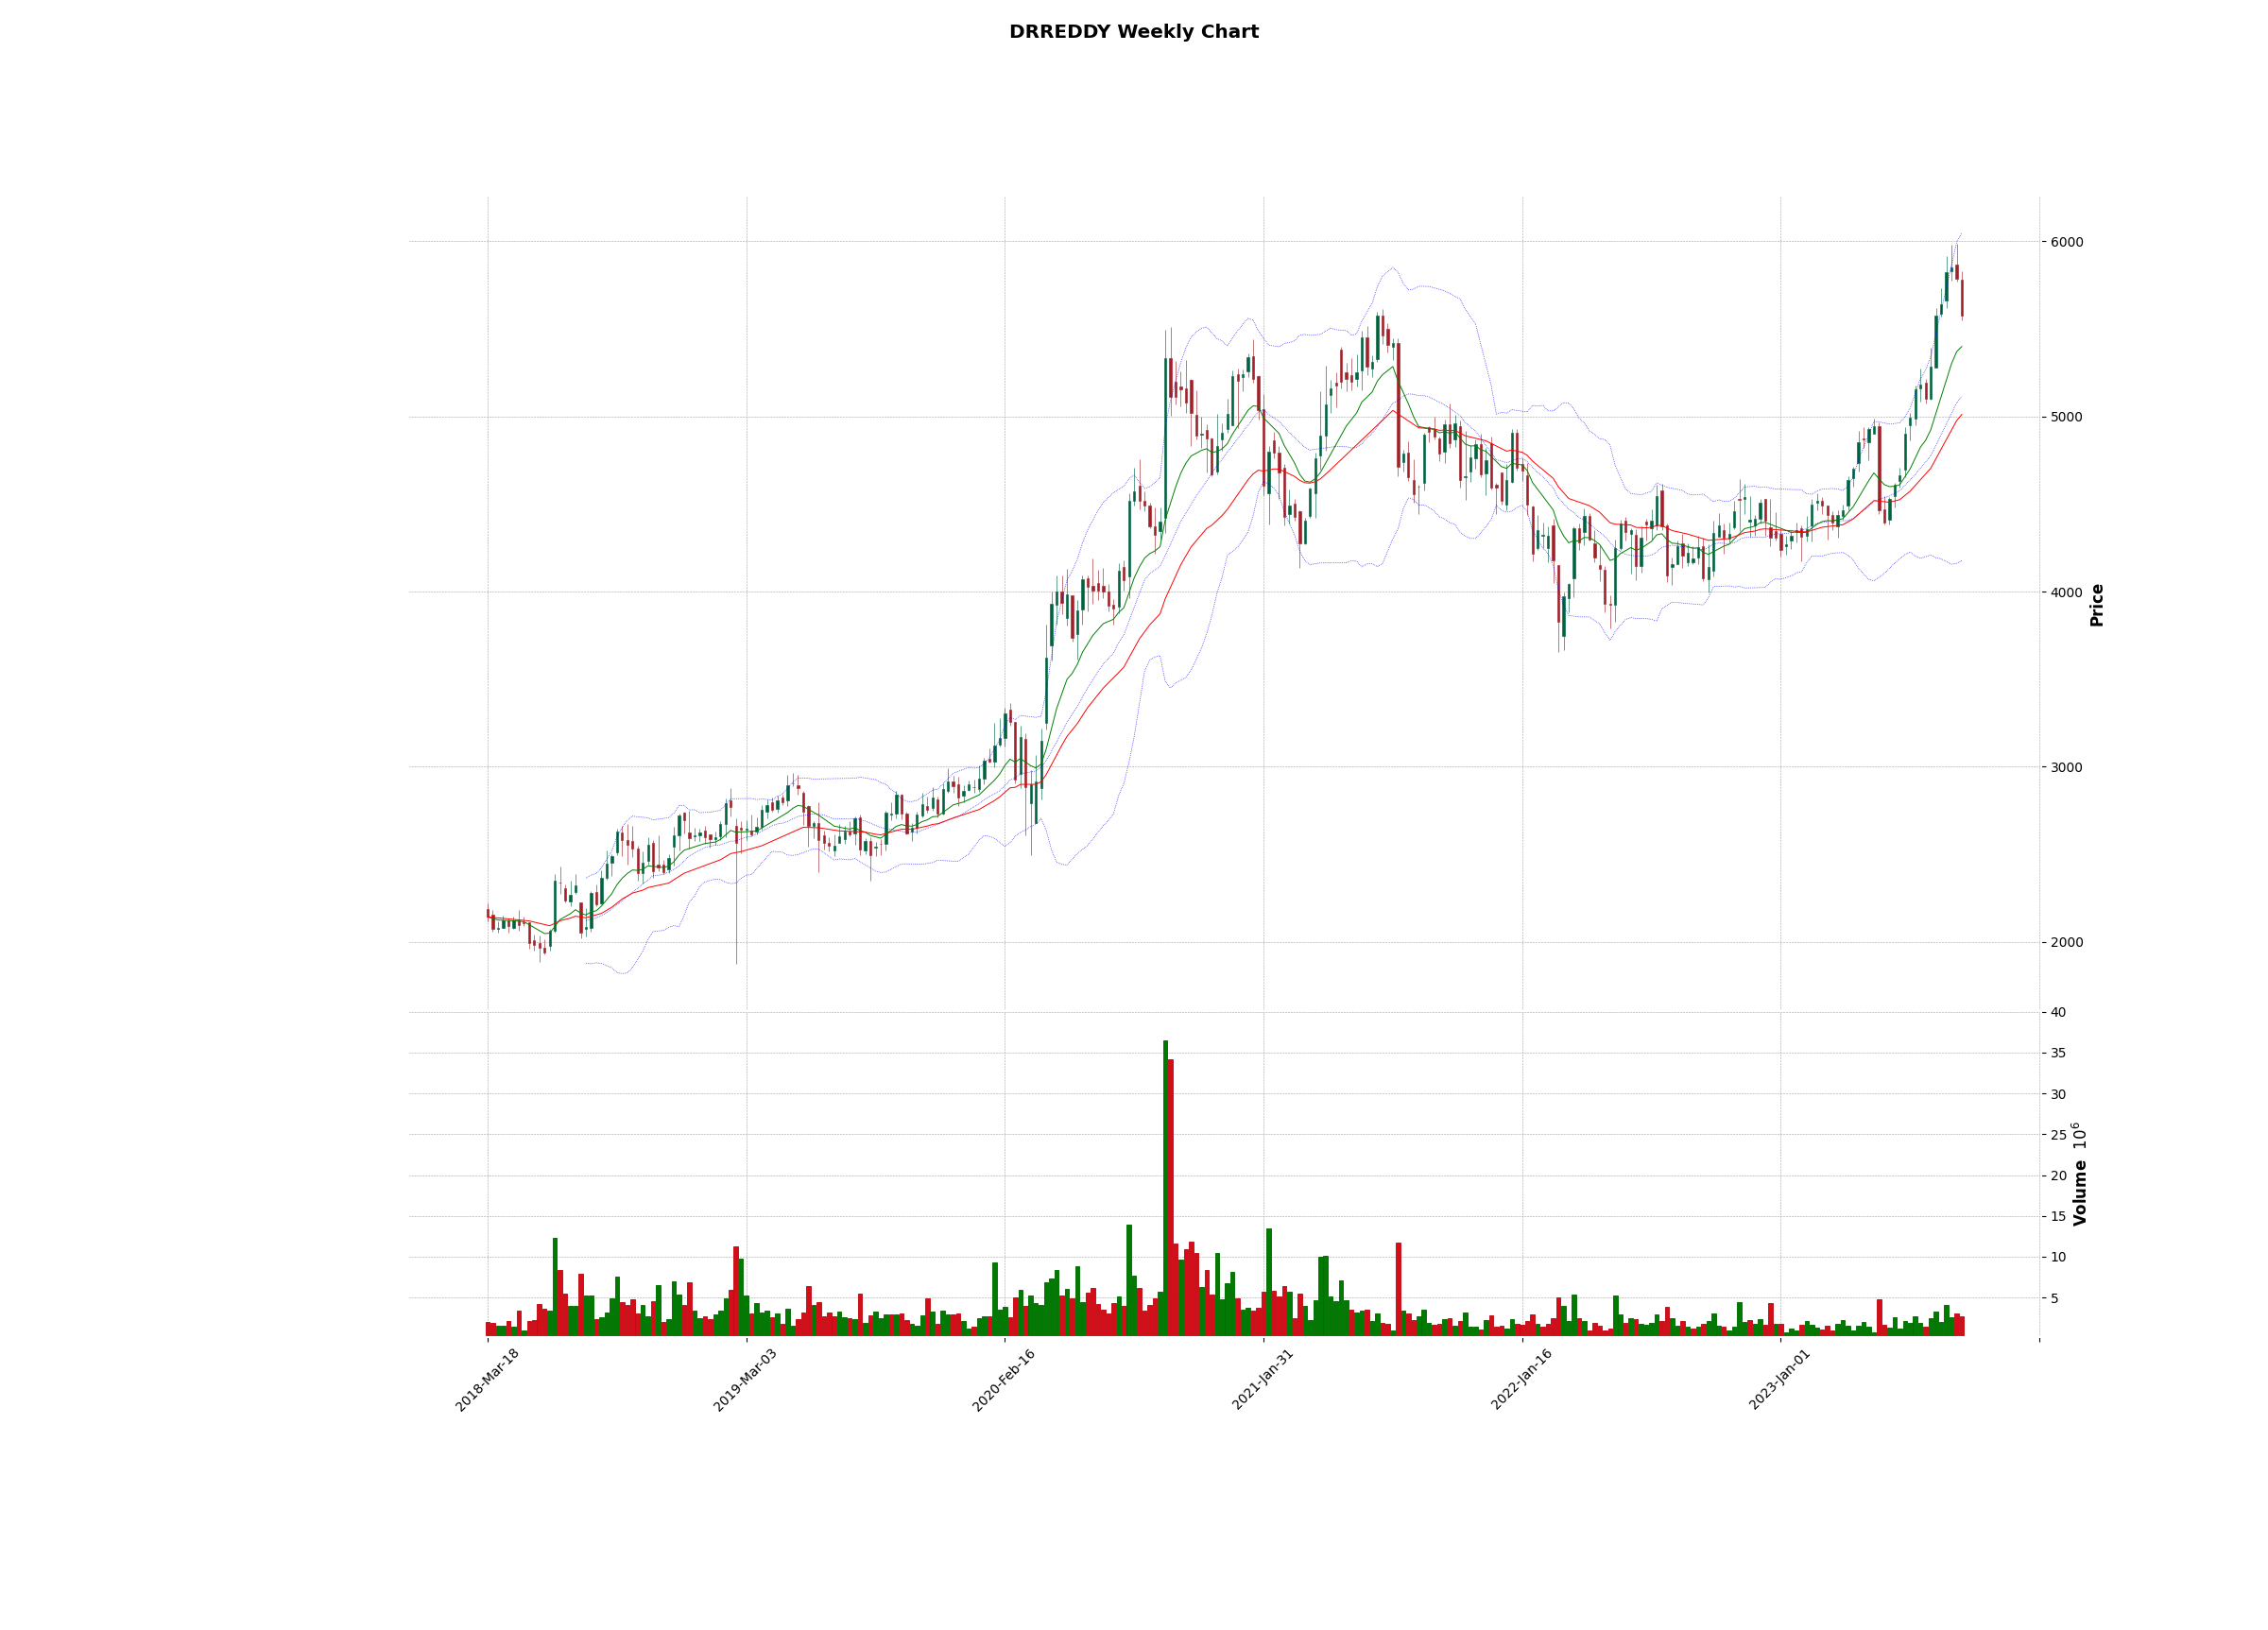 DRREDDY Weekly Chart
6000
5000
4000
3000
2000
Price
40
35
30
25
20
15
10
5
Volume 10^6
2018-Mar-18
2019-Mar-03
2020-Feb-16
2021-Jan-31
2022-Jan-16
2023-Jan-01